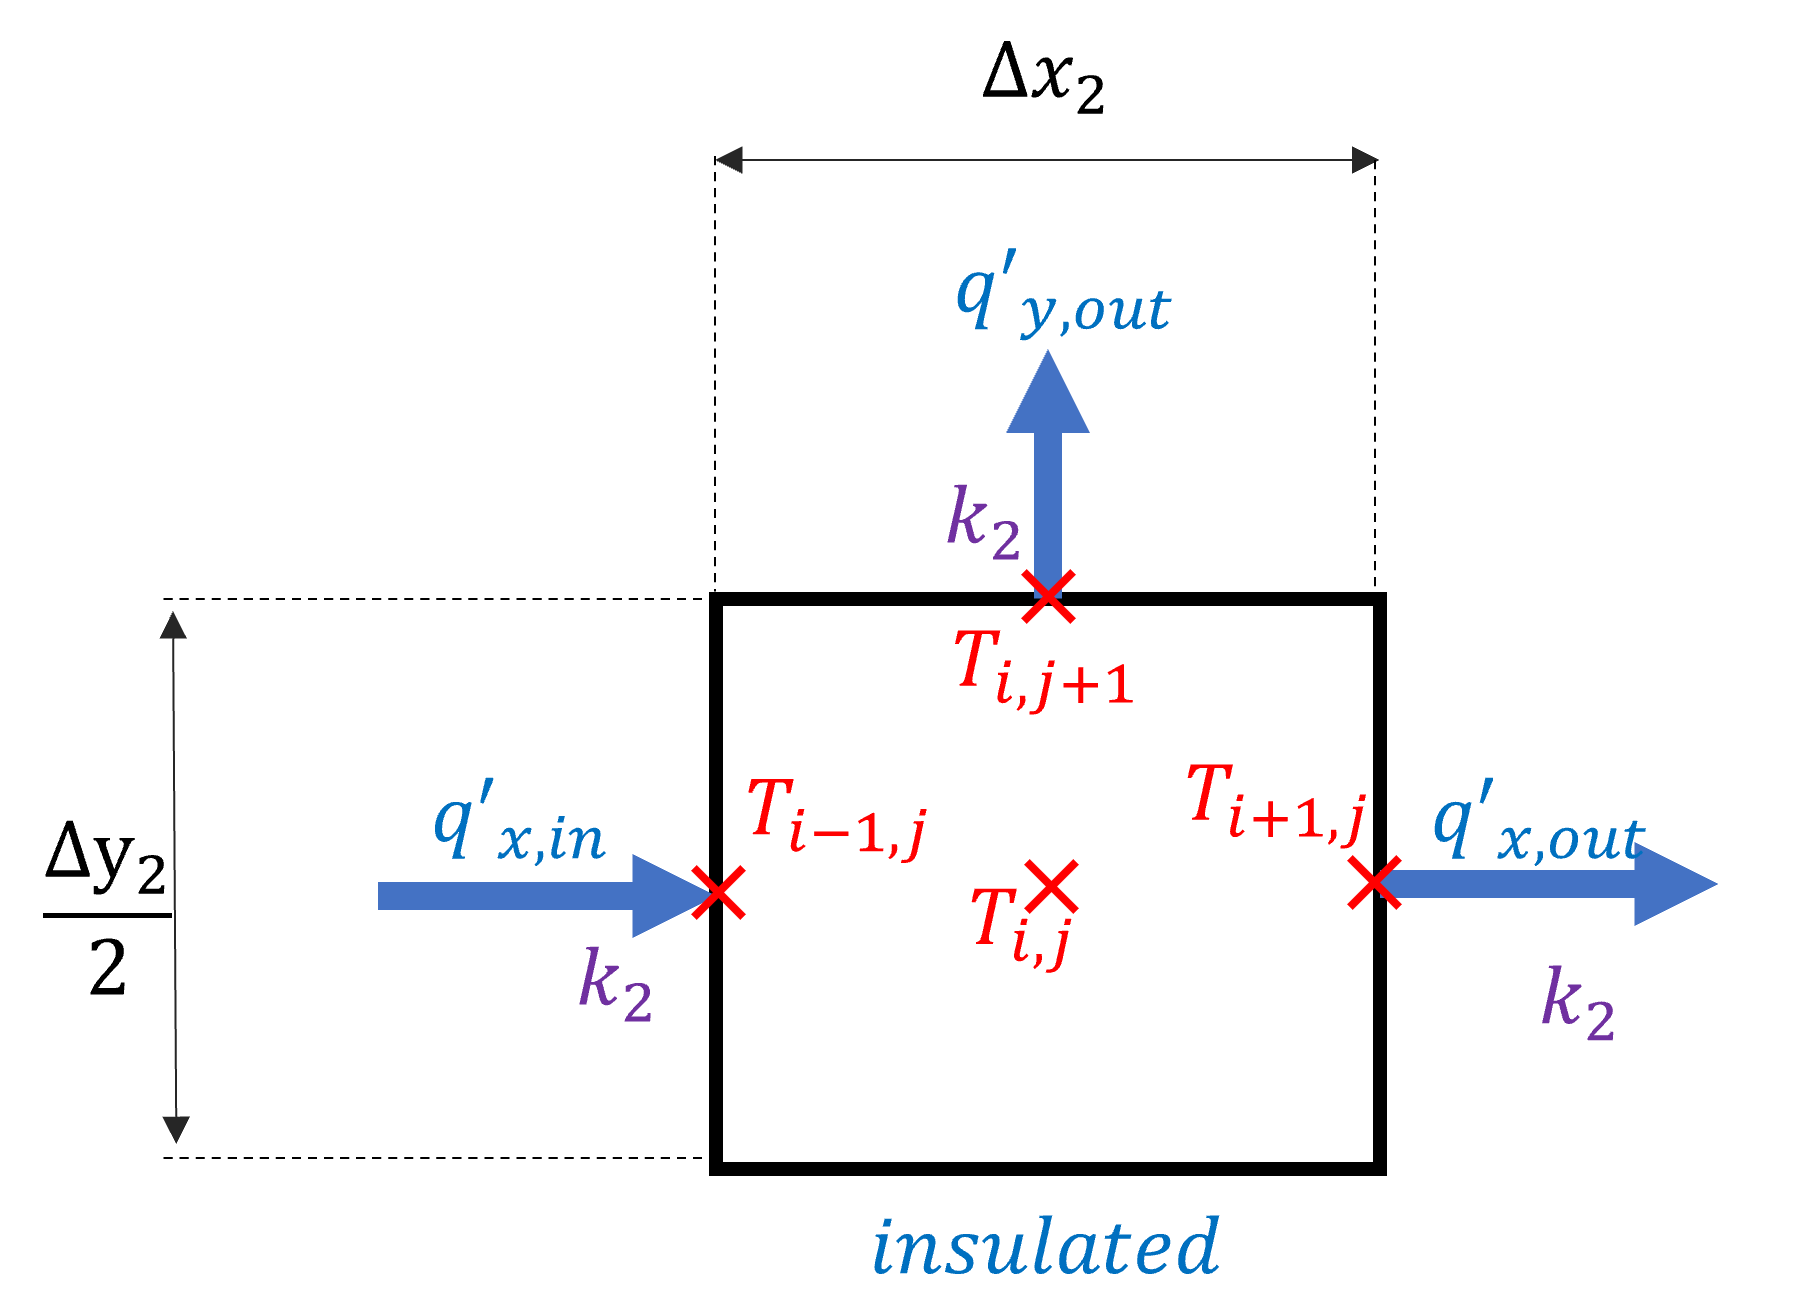 Δx₂
q′y,out
k₂
Tᵢ,ⱼ₊₁
Δy₂/2
q′x,in
Tᵢ₋₁,ⱼ
Tᵢ₊₁,ⱼ
q′x,out
Tᵢ,ⱼ
k₂
k₂
insulated